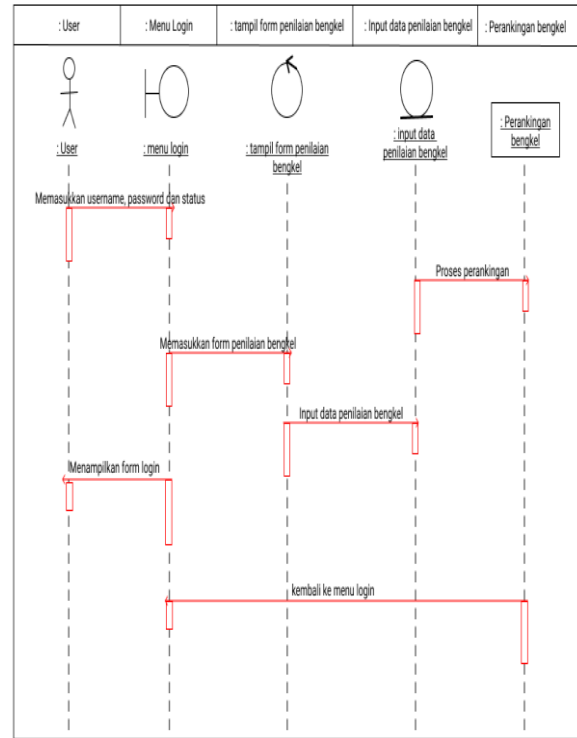 : User
: Menu Login
: tampil form penilaian bengkel
: Input data penilaian bengkel
: Perankingan bengkel
: User
: menu login
: tampil form penilaian
bengkel
: input data
penilaian bengkel
: Perankingan
bengkel
Memasukkan username, password dan status
Proses perankingan
Memasukkan form penilaian bengkel
Input data penilaian bengkel
Menampilkan form login
kembali ke menu login